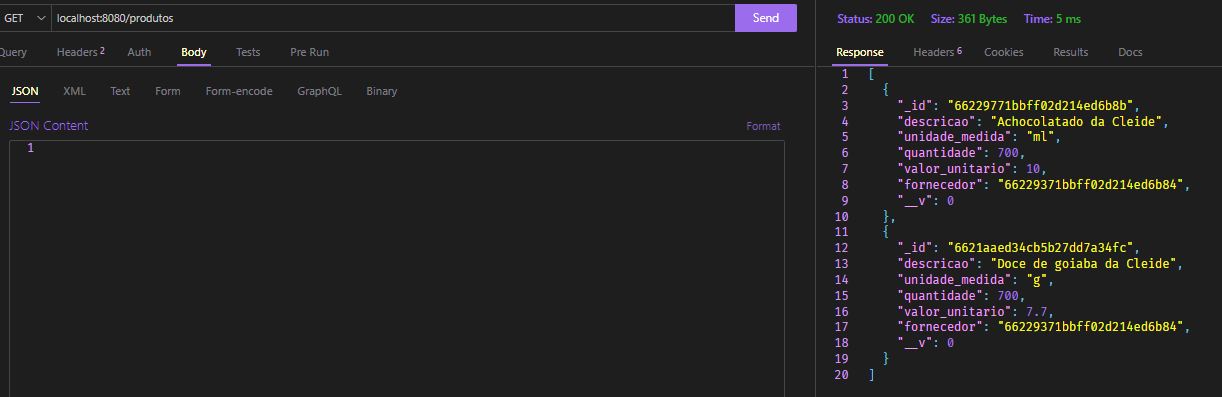 GET localhost:8080/produtos Send
Query Headers 2 Auth Body Tests Pre Run
JSON XML Text Form Form-encode GraphQL Binary
JSON Content Format
1
Status: 200 OK Size: 361 Bytes Time: 5 ms
Response Headers 6 Cookies Results Docs
1 [
2 {
3 "_id": "66229771bbff02d214ed6b8b",
4 "descricao": "Achocolatado da Cleide",
5 "unidade_medida": "ml",
6 "quantidade": 700,
7 "valor_unitario": 10,
8 "fornecedor": "66229371bbff02d214ed6b84",
9 "__v": 0
10 },
11 {
12 "_id": "6621aaed34cb5b27dd7a34fc",
13 "descricao": "Doce de goiaba da Cleide",
14 "unidade_medida": "g",
15 "quantidade": 700,
16 "valor_unitario": 7.7,
17 "fornecedor": "66229371bbff02d214ed6b84",
18 "__v": 0
19 }
20 ]